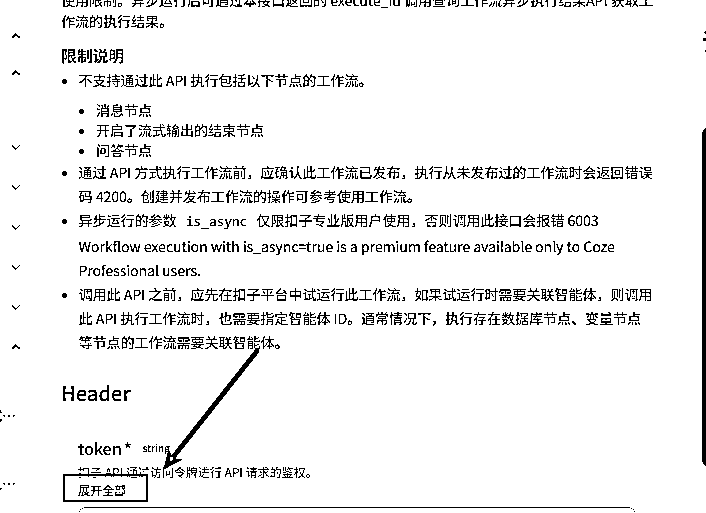 使用限制。异步运行后可通过本接口返回的 execute_id 调用查询工作流异步执行结果API 获取工
作流的执行结果。
限制说明
• 不支持通过此 API 执行包括以下节点的工作流。
• 消息节点
• 开启了流式输出的结束节点
• 问答节点
• 通过 API 方式执行工作流前，应确认此工作流已发布，执行从未发布过的工作流时会返回错误
码 4200。创建并发布工作流的操作可参考使用工作流。
• 异步运行的参数 is_async 仅限扣子专业版用户使用，否则调用此接口会报错 6003
Workflow execution with is_async=true is a premium feature available only to Coze
Professional users.
• 调用此 API 之前，应先在扣子平台中试运行此工作流，如果试运行时需要关联智能体，则调用
此 API 执行工作流时，也需要指定智能体 ID。通常情况下，执行存在数据库节点、变量节点
等节点的工作流需要关联智能体。
Header
token* string
扣子 API 通过访问令牌进行 API 请求的鉴权。
展开全部